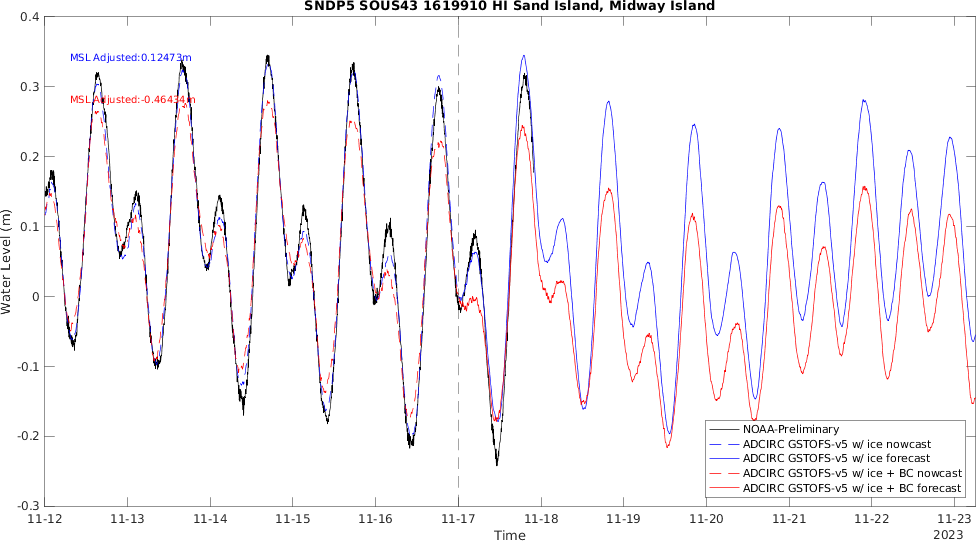 SNDP5 SOUS43 1619910 HI Sand Island, Midway Island
0.4
MSL Adjusted:0.12473m
0.3
MSL Adjusted:-0.46434m
0.2
0.1
Water Level (m)
0
-0.1
-0.2
NOAA-Preliminary
ADCIRC GSTOFS-v5 w/ ice nowcast
ADCIRC GSTOFS-v5 w/ ice forecast
ADCIRC GSTOFS-v5 w/ ice + BC nowcast
ADCIRC GSTOFS-v5 w/ ice + BC forecast
-0.3
11-12 11-13 11-14 11-15 11-16 11-17 11-18 11-19 11-20 11-21 11-22 11-23
Time 2023